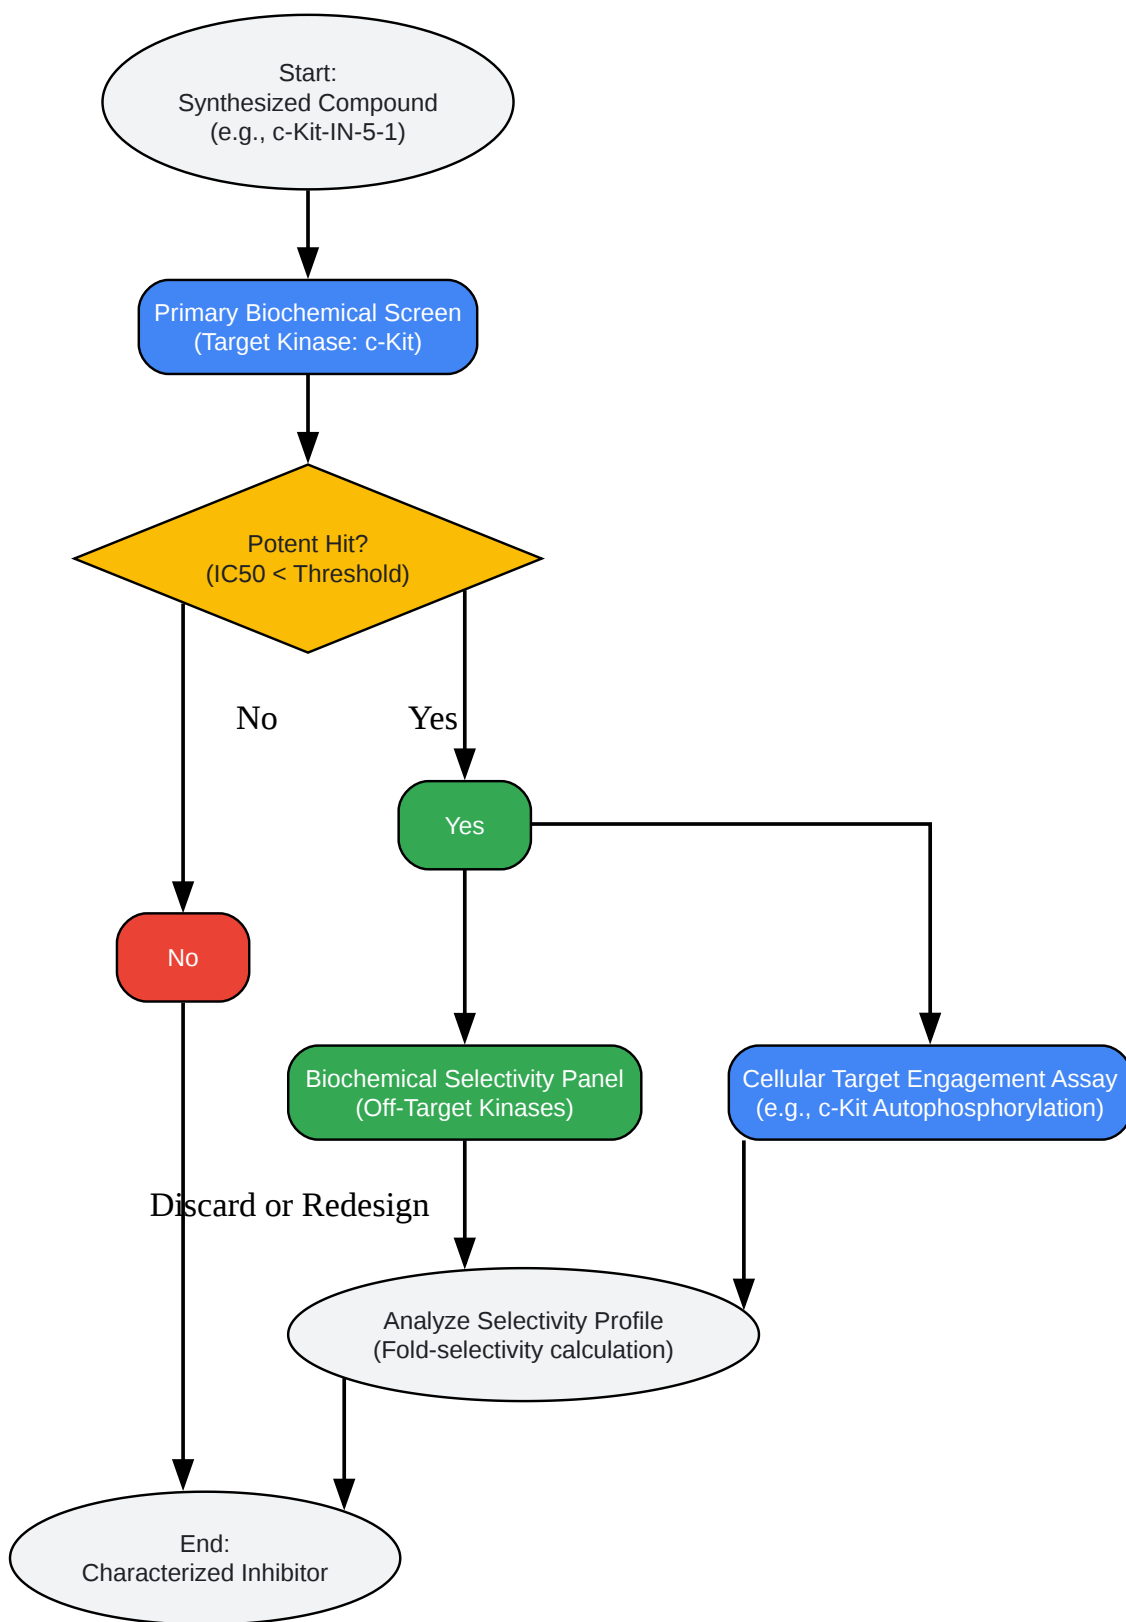 Start:
Synthesized Compound
(e.g., c-Kit-IN-5-1)
Primary Biochemical Screen
(Target Kinase: c-Kit)
Potent Hit?
(IC50 < Threshold)
No
Yes
Yes
No
Biochemical Selectivity Panel
(Off-Target Kinases)
Cellular Target Engagement Assay
(e.g., c-Kit Autophosphorylation)
Discard or Redesign
Analyze Selectivity Profile
(Fold-selectivity calculation)
End:
Characterized Inhibitor